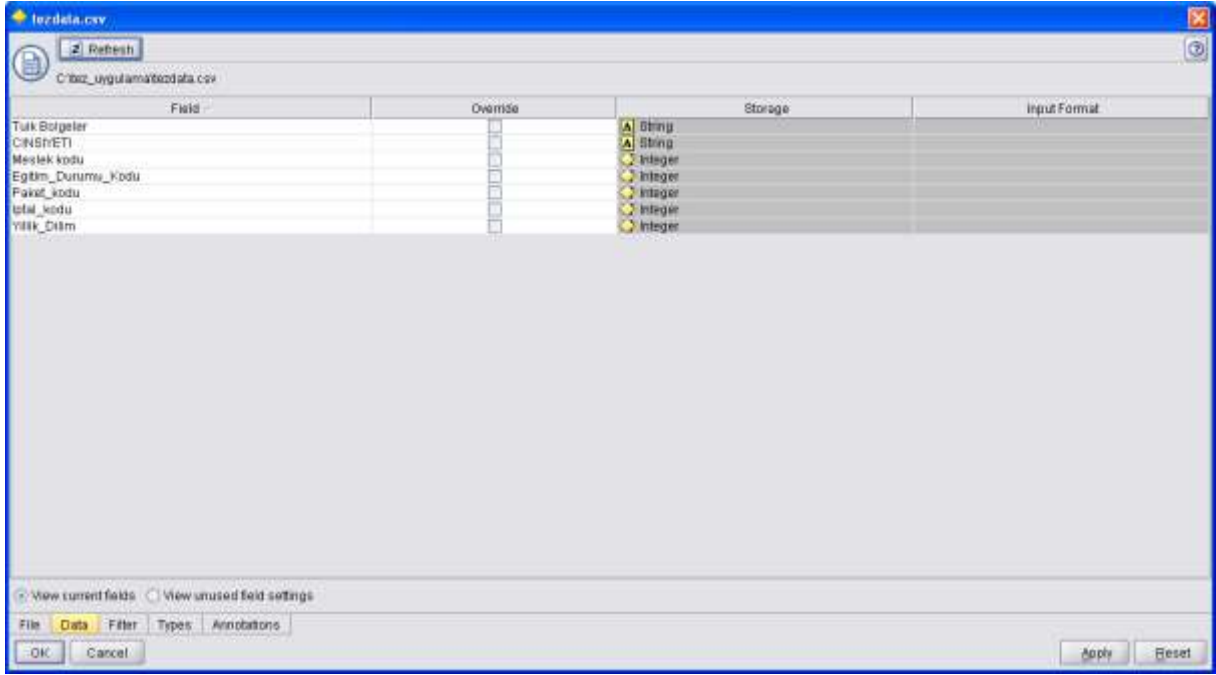 tezdata.csv
Refresh
C:\tez_uygulama\tezdata.csv
Field Override Storage Input Format
Tuik Bolgeler String
CINSIYETI String
Meslek kodu Integer
Egitim_Durumu_Kodu Integer
Paket_kodu Integer
Iptal_kodu Integer
Yillik_Dilim Integer
View current fields View unused field settings
File Data Filter Types Annotations
OK Cancel Apply Reset